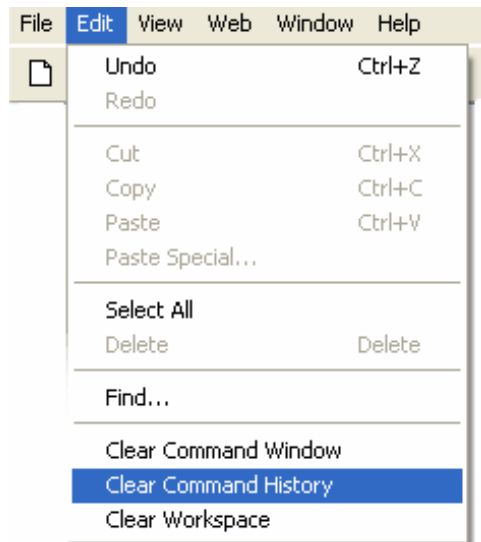 File Edit View Web Window Help
Undo Ctrl+Z
Redo
Cut Ctrl+X
Copy Ctrl+C
Paste Ctrl+V
Paste Special...
Select All
Delete Delete
Find...
Clear Command Window
Clear Command History
Clear Workspace